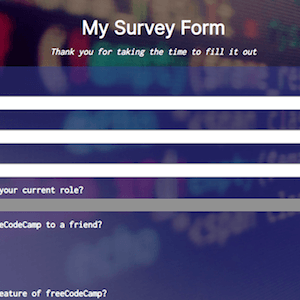 My Survey Form
Thank you for taking the time to fill it out
your current role?
eCodeCamp to a friend?
eature of freeCodeCamp?